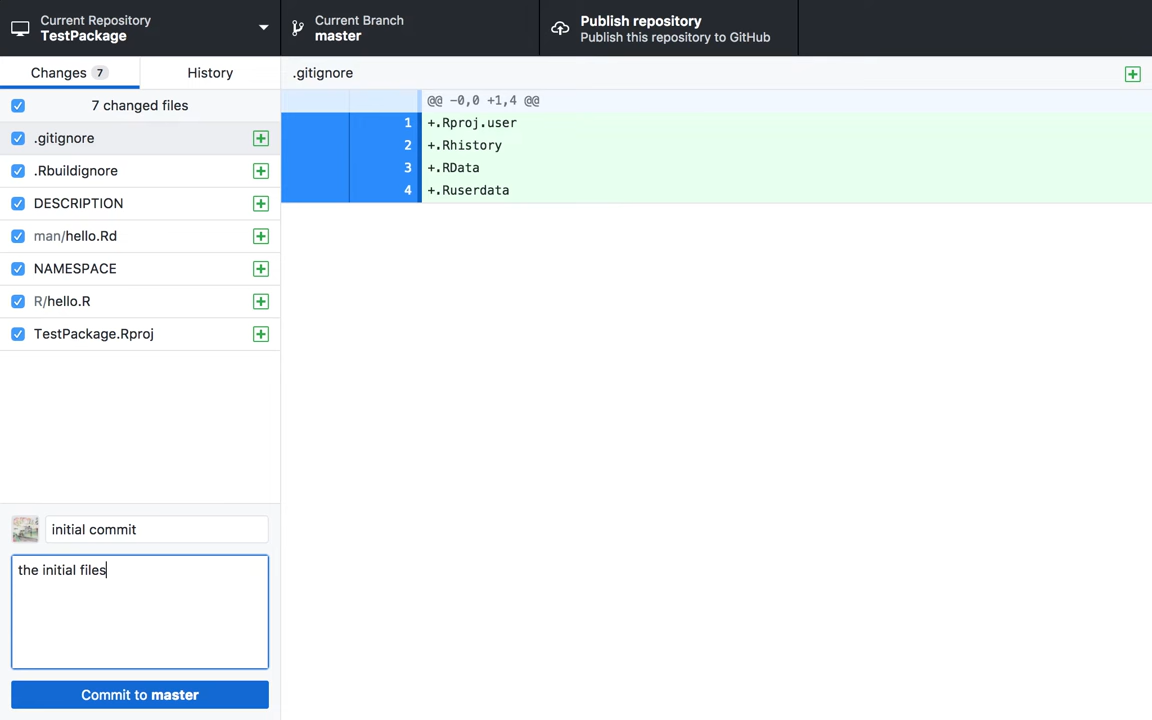 Current Repository
TestPackage
Current Branch
master
Publish repository
Publish this repository to GitHub
Changes 7
History
.gitignore
7 changed files
@@ -0,0 +1,4 @@
.gitignore
1 +.Rproj.user
2 +.Rhistory
.Rbuildignore
3 +.RData
4 +.Ruserdata
DESCRIPTION
man/hello.Rd
NAMESPACE
R/hello.R
TestPackage.Rproj
initial commit
the initial files
Commit to master